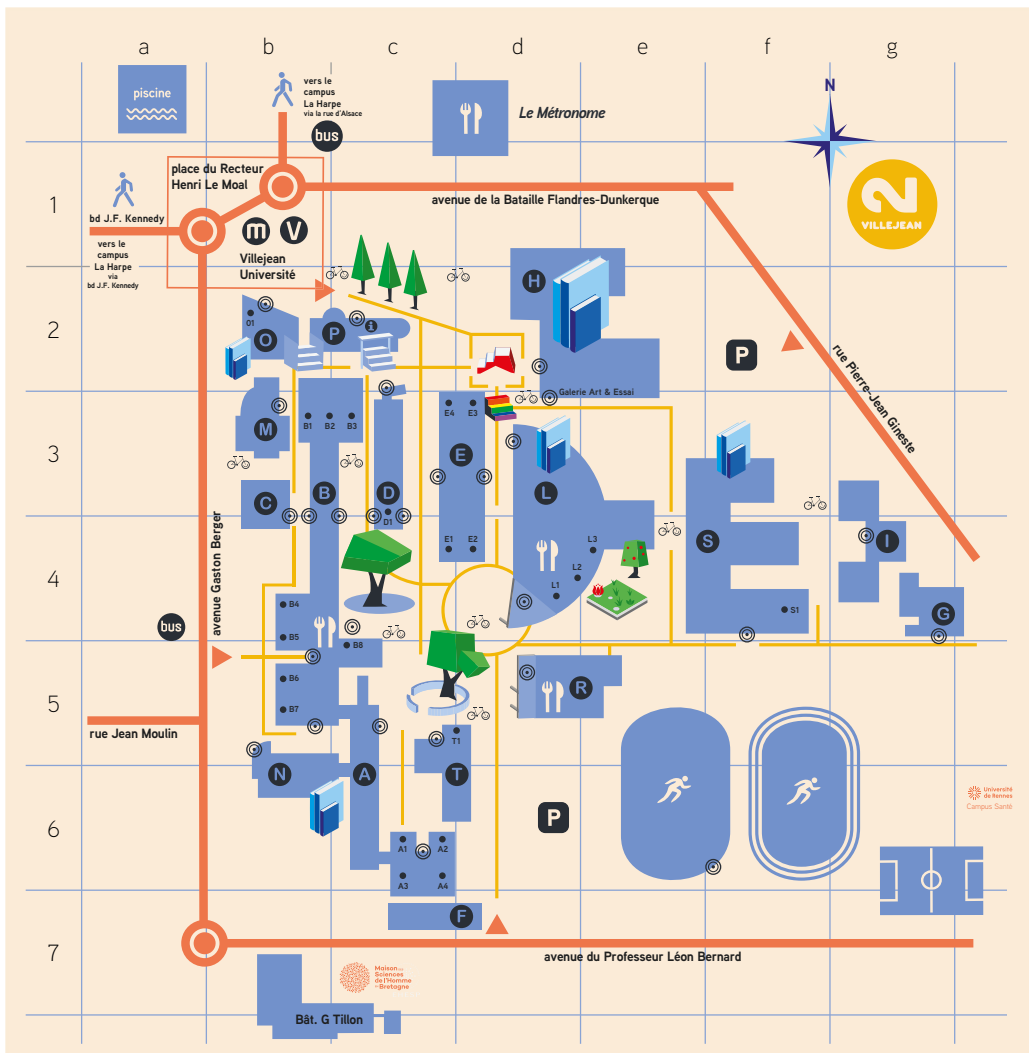 a
b
c
d
e
f
g
piscine
vers le
campus
La Harpe
via la rue d'Alsace
bus
Le Métronome
N
place du Recteur
Henri Le Moal
1
avenue de la Bataille Flandres-Dunkerque
2
VILLEJEAN
bd J.F. Kennedy
vers le
campus
La Harpe
via
bd J.F. Kennedy
m
V
Villejean
Université
H
2
O1
O
P
i
P
rue Pierre-Jean Gineste
Galerie Art & Essai
M
B1
B2
B3
E4
E3
3
E
C
B
D
L
D1
S
I
avenue Gaston Berger
E1
E2
L3
L2
L1
4
B4
S1
G
bus
B5
B8
B6
R
5
B7
rue Jean Moulin
T1
N
A
T
Université
de Rennes
Campus Santé
P
6
A1
A2
A3
A4
F
7
avenue du Professeur Léon Bernard
Maison des
Sciences
de l'Homme
en Bretagne
Bât. G Tillon